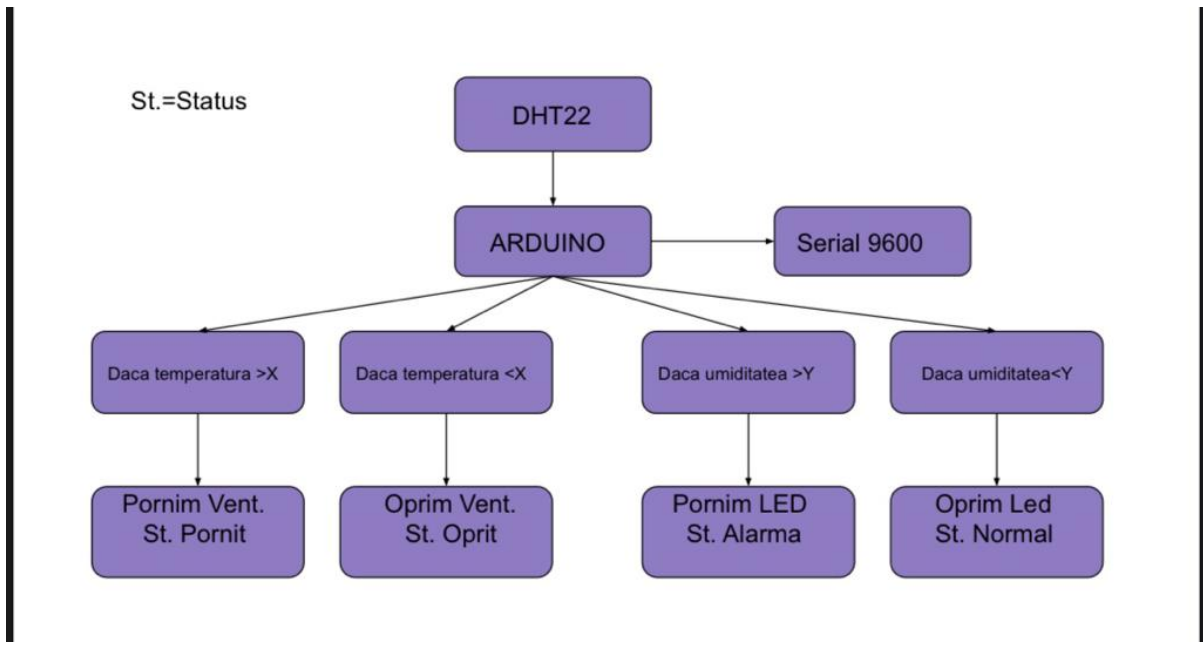 St.=Status
DHT22
ARDUINO
Serial 9600
Daca temperatura >X
Daca temperatura <X
Daca umiditatea >Y
Daca umiditatea<Y
Pornim Vent.
St. Pornit
Oprim Vent.
St. Oprit
Pornim LED
St. Alarma
Oprim Led
St. Normal